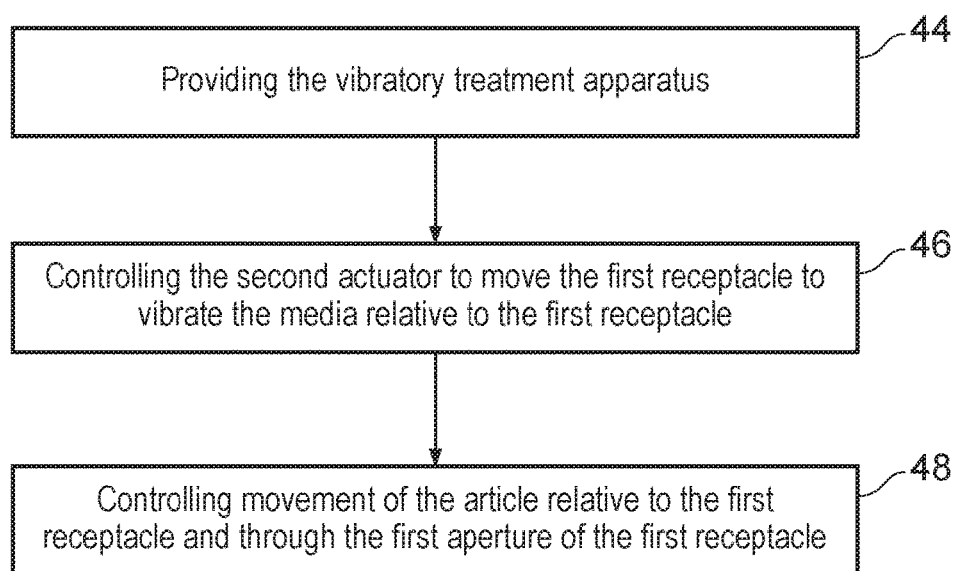 44
Providing the vibratory treatment apparatus
46
Controlling the second actuator to move the first receptacle to
vibrate the media relative to the first receptacle
48
Controlling movement of the article relative to the first
receptacle and through the first aperture of the first receptacle